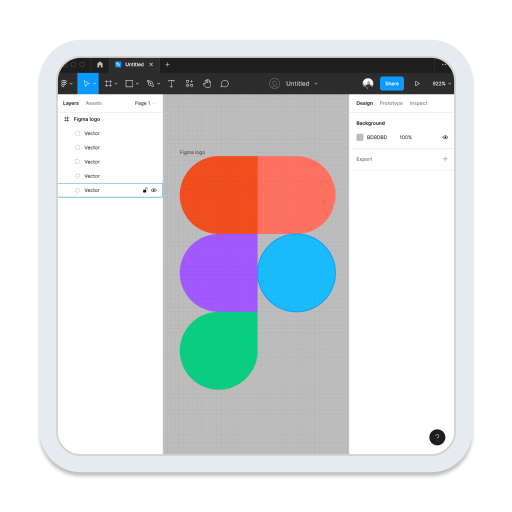 Untitled
Untitled
Share
922%
Layers Assets Page 1
Design Prototype Inspect
Figma logo
Background
Vector
BDBDBD 100%
Vector
Figma logo
Export
Vector
Vector
Vector
?